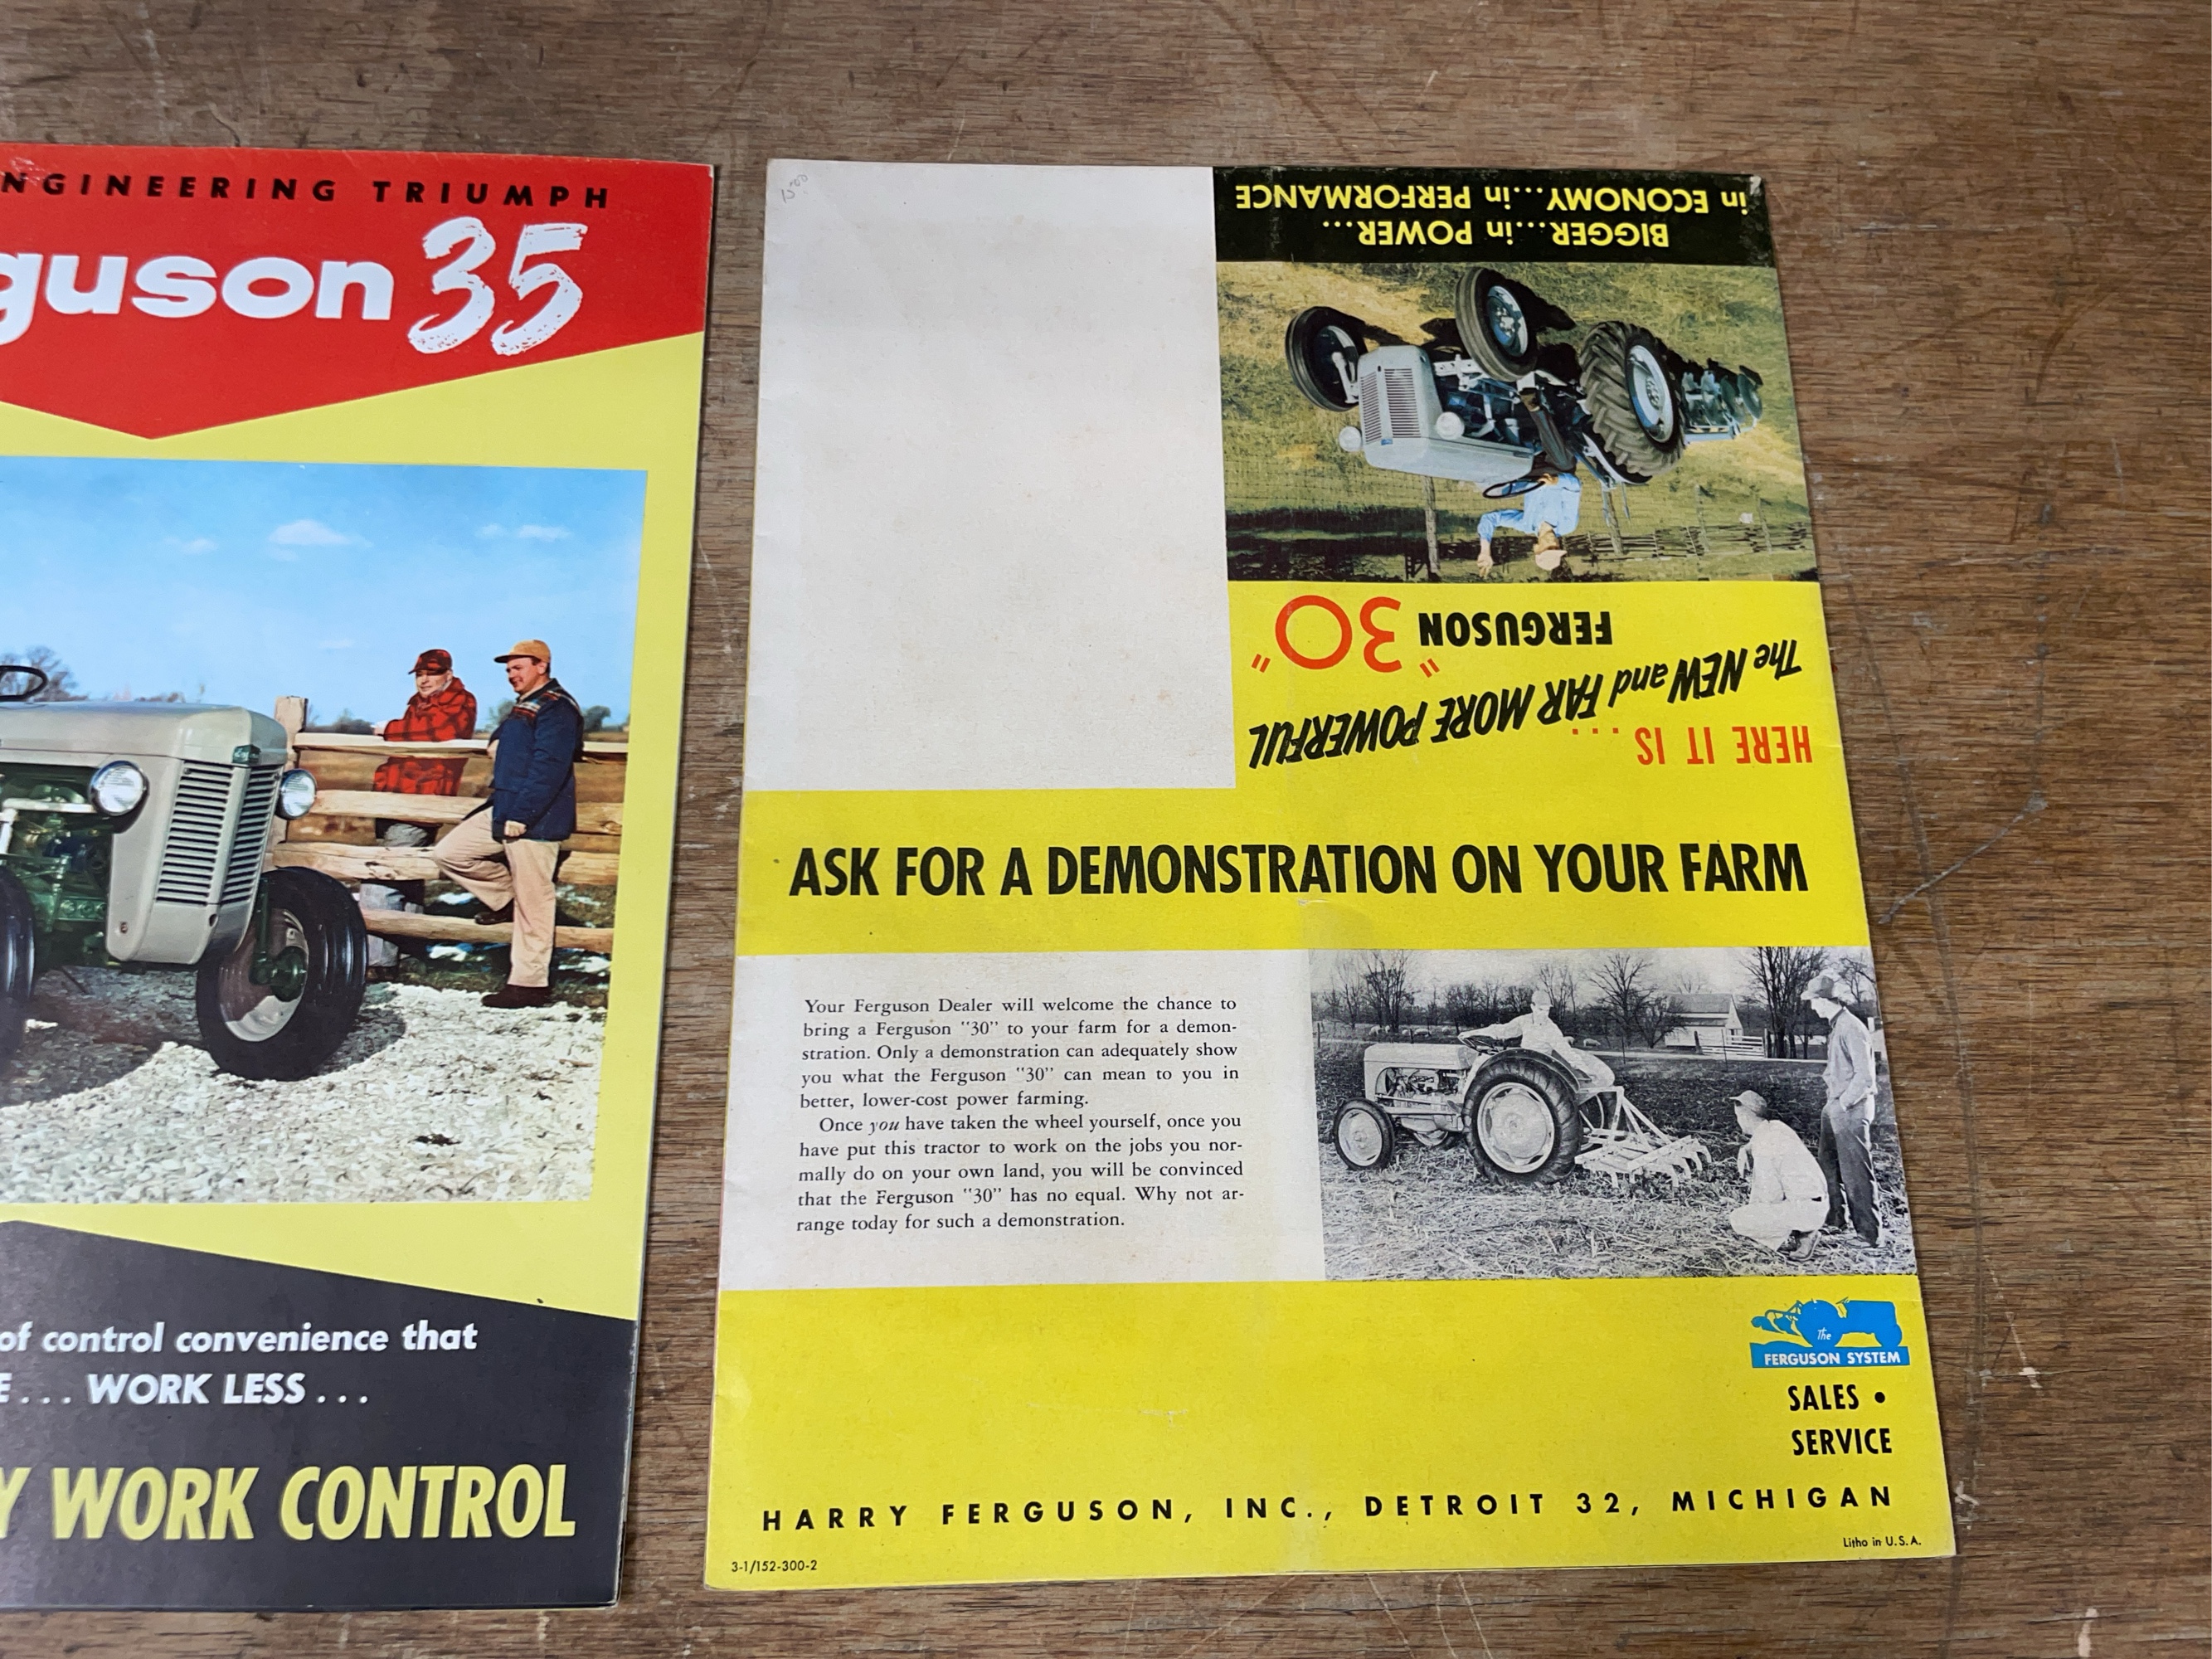 NGINEERING TRIUMPH
guson 35
of control convenience that
E... WORK LESS...
Y WORK CONTROL
HERE IT IS...
The NEW and FAR MORE POWERFUL
FERGUSON "30"
BIGGER...in POWER...
in ECONOMY...in PERFORMANCE
ASK FOR A DEMONSTRATION ON YOUR FARM
Your Ferguson Dealer will welcome the chance to
bring a Ferguson "30" to your farm for a demon-
stration. Only a demonstration can adequately show
you what the Ferguson "30" can mean to you in
better, lower-cost power farming.
Once you have taken the wheel yourself, once you
have put this tractor to work on the jobs you nor-
mally do on your own land, you will be convinced
that the Ferguson "30" has no equal. Why not ar-
range today for such a demonstration.
The
FERGUSON SYSTEM
SALES •
SERVICE
HARRY FERGUSON, INC., DETROIT 32, MICHIGAN
Litho in U.S.A.
3-1/152-300-2